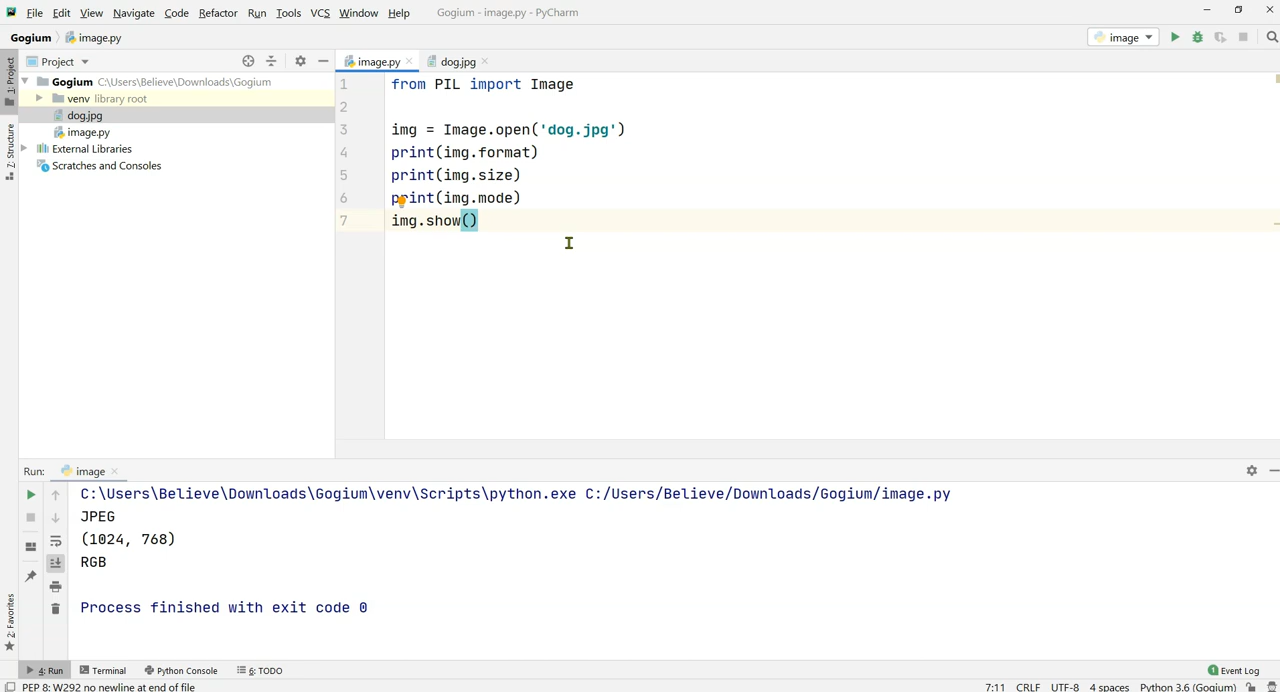 File Edit View Navigate Code Refactor Run Tools VCS Window Help Gogium - image.py - PyCharm
Gogium image.py image
1: Project
Project
Gogium C:\Users\Believe\Downloads\Gogium
venv library root
dog.jpg
image.py
External Libraries
Scratches and Consoles
Z: Structure
image.py dog.jpg
1 from PIL import Image
2
3 img = Image.open('dog.jpg')
4 print(img.format)
5 print(img.size)
6 print(img.mode)
7 img.show()
Run: image
C:\Users\Believe\Downloads\Gogium\venv\Scripts\python.exe C:/Users/Believe/Downloads/Gogium/image.py
JPEG
(1024, 768)
RGB
Process finished with exit code 0
2: Favorites
4: Run Terminal Python Console 6: TODO 1 Event Log
PEP 8: W292 no newline at end of file 7:11 CRLF UTF-8 4 spaces Python 3.6 (Gogium)